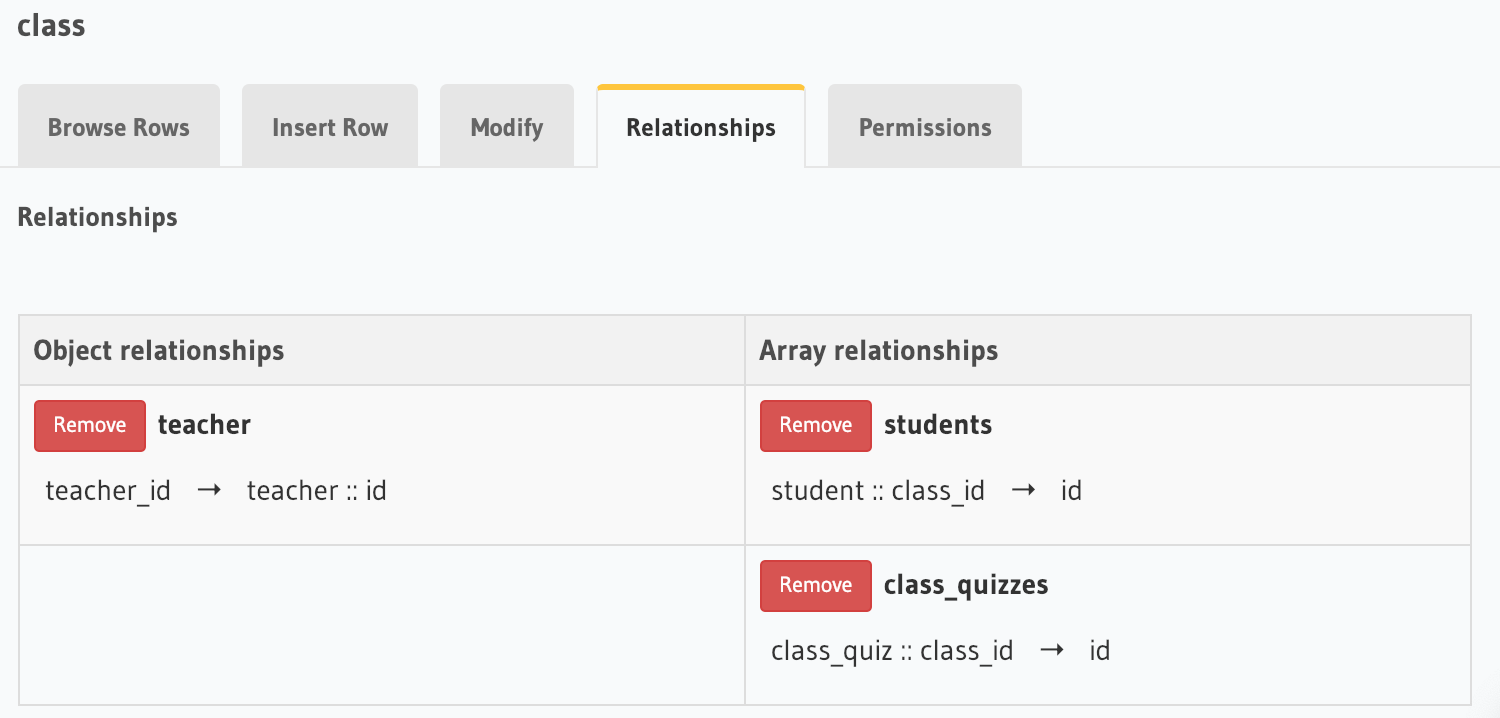 class
Browse Rows Insert Row Modify Relationships Permissions
Relationships
Object relationships Array relationships
Remove teacher Remove students
teacher_id → teacher :: id student :: class_id → id
Remove class_quizzes
class_quiz :: class_id → id